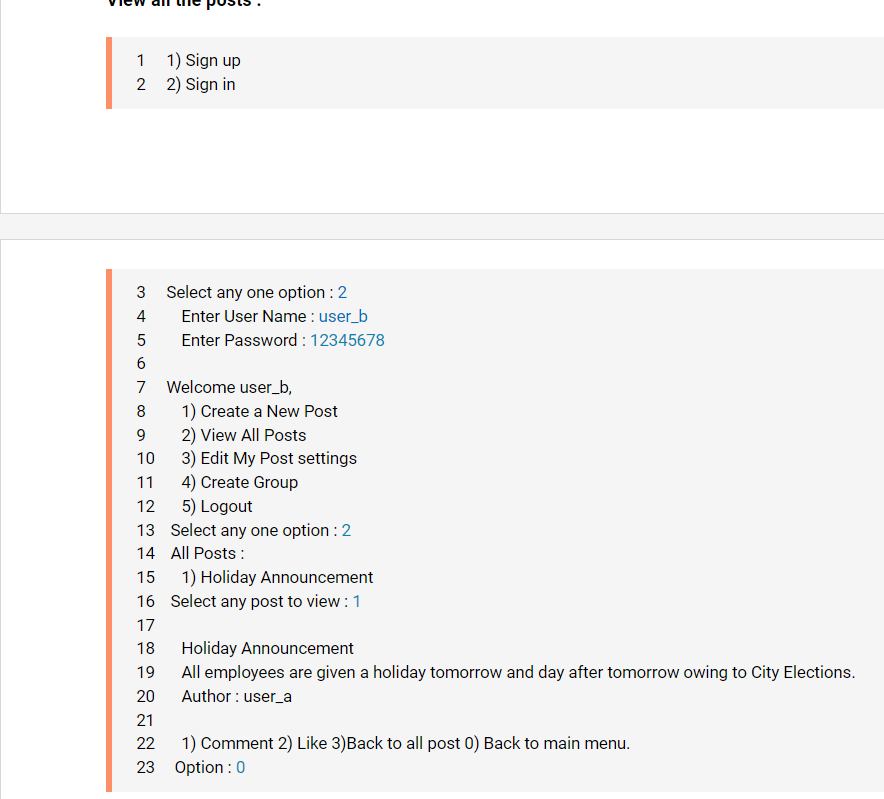 View all the posts :
1 1) Sign up
2 2) Sign in
3 Select any one option : 2
4 Enter User Name : user_b
5 Enter Password : 12345678
6
7 Welcome user_b,
8 1) Create a New Post
9 2) View All Posts
10 3) Edit My Post settings
11 4) Create Group
12 5) Logout
13 Select any one option : 2
14 All Posts :
15 1) Holiday Announcement
16 Select any post to view : 1
17
18 Holiday Announcement
19 All employees are given a holiday tomorrow and day after tomorrow owing to City Elections.
20 Author : user_a
21
22 1) Comment 2) Like 3)Back to all post 0) Back to main menu.
23 Option : 0